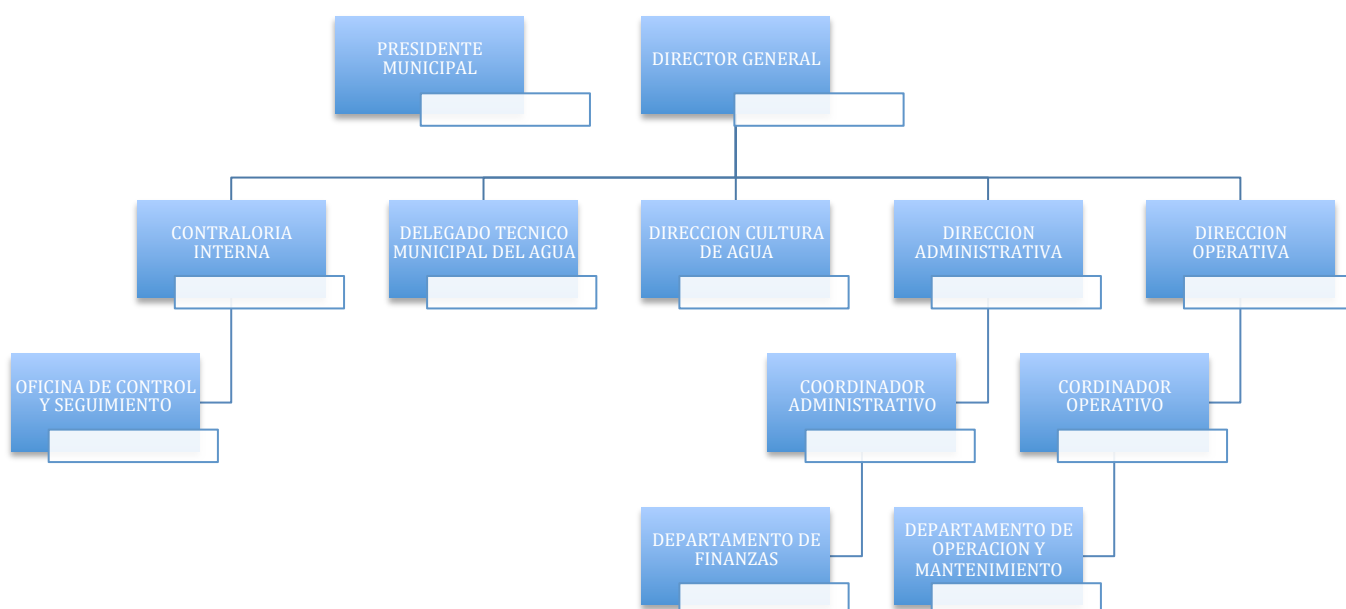 PRESIDENTE
MUNICIPAL
DIRECTOR GENERAL
CONTRALORIA
INTERNA
DELEGADO TECNICO
MUNICIPAL DEL AGUA
DIRECCION CULTURA
DE AGUA
DIRECCION
ADMINISTRATIVA
DIRECCION
OPERATIVA
OFICINA DE CONTROL
Y SEGUIMIENTO
COORDINADOR
ADMINISTRATIVO
CORDINADOR
OPERATIVO
DEPARTAMENTO DE
FINANZAS
DEPARTAMENTO DE
OPERACION Y
MANTENIMIENTO